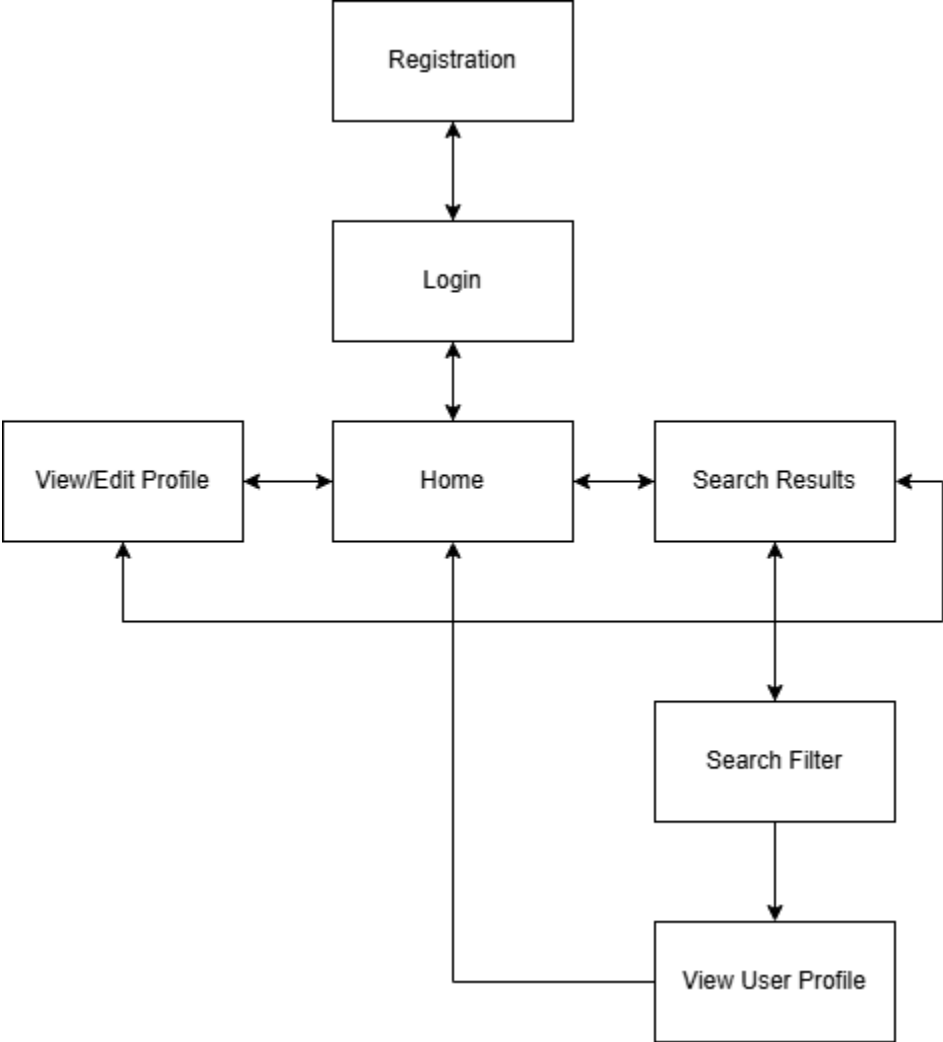 Registration
Login
View/Edit Profile
Home
Search Results
Search Filter
View User Profile